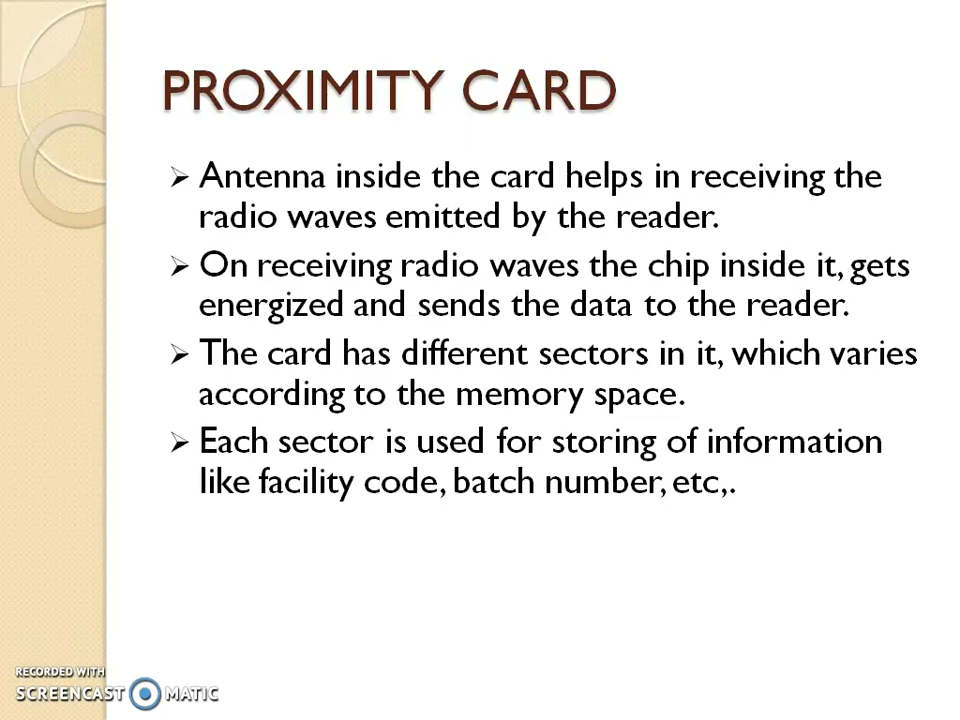 PROXIMITY CARD
➢ Antenna inside the card helps in receiving the
radio waves emitted by the reader.
➢ On receiving radio waves the chip inside it, gets
energized and sends the data to the reader.
➢ The card has different sectors in it, which varies
according to the memory space.
➢ Each sector is used for storing of information
like facility code, batch number, etc,.
RECORDED WITH
SCREENCAST MATIC